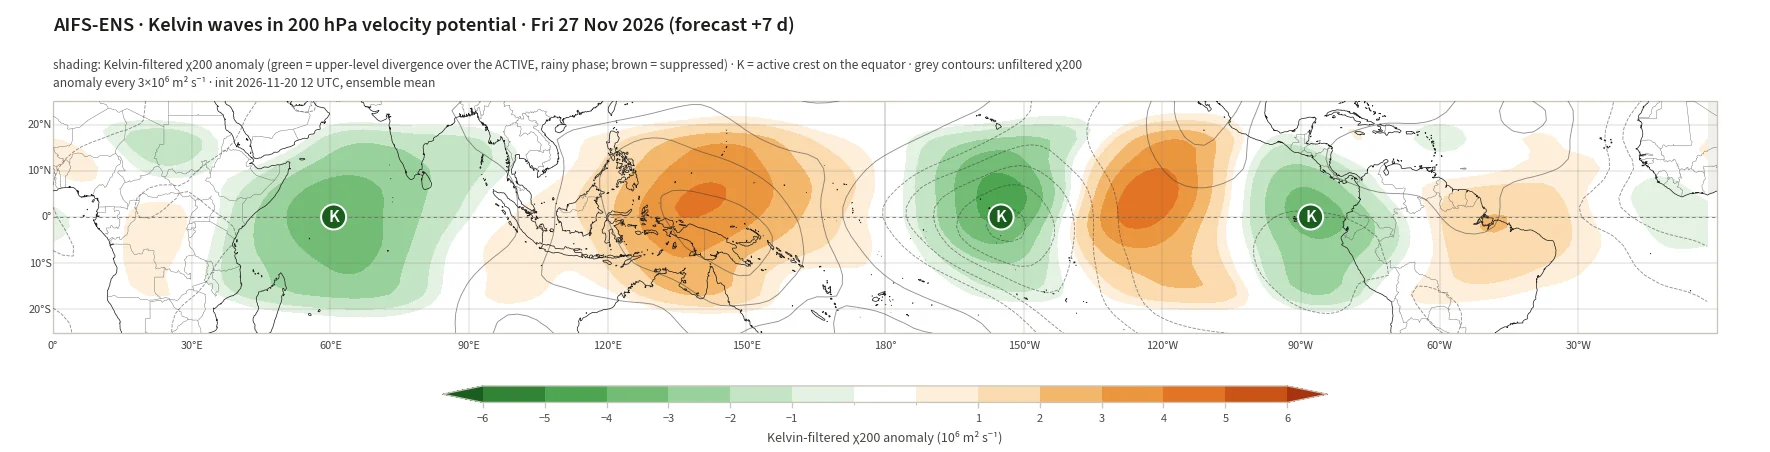 AIFS-ENS · Kelvin waves in 200 hPa velocity potential · Fri 27 Nov 2026 (forecast +7 d)
shading: Kelvin-filtered χ200 anomaly (green = upper-level divergence over the ACTIVE, rainy phase; brown = suppressed) · K = active crest on the equator · grey contours: unfiltered χ200
anomaly every 3×10⁶ m² s⁻¹ · init 2026-11-20 12 UTC, ensemble mean
20°N
10°N
0°
10°S
20°S
K
K
K
0° 30°E 60°E 90°E 120°E 150°E 180° 150°W 120°W 90°W 60°W 30°W
−6 −5 −4 −3 −2 −1 1 2 3 4 5 6
Kelvin-filtered χ200 anomaly (10⁶ m² s⁻¹)